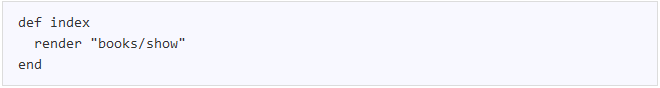 def index
  render "books/show"
end